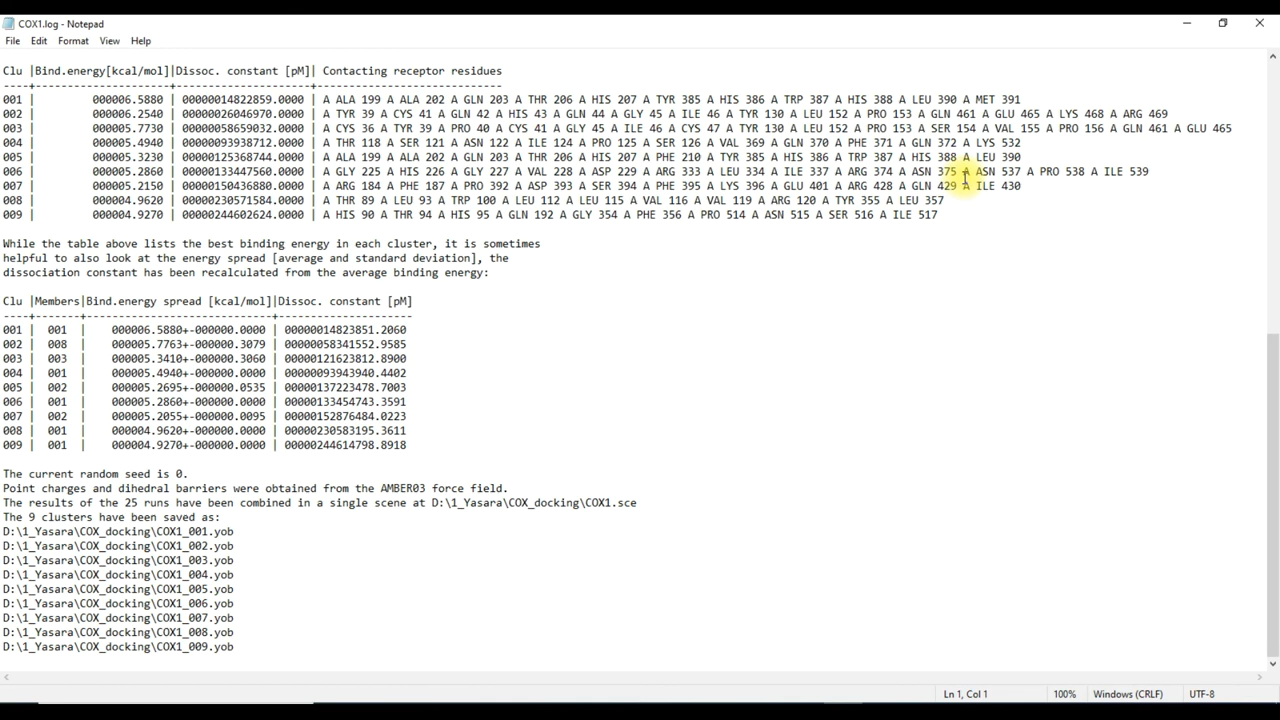 COX1.log - Notepad
File Edit Format View Help
Clu |Bind.energy[kcal/mol]|Dissoc. constant [pM]| Contacting receptor residues
----+---------------------+---------------------+-----------------------------
001 | 000006.5880 | 00000014822859.0000 | A ALA 199 A ALA 202 A GLN 203 A THR 206 A HIS 207 A TYR 385 A HIS 386 A TRP 387 A HIS 388 A LEU 390 A MET 391
002 | 000006.2540 | 00000026046970.0000 | A TYR 39 A CYS 41 A GLN 42 A HIS 43 A GLN 44 A GLY 45 A ILE 46 A TYR 130 A LEU 152 A PRO 153 A GLN 461 A GLU 465 A LYS 468 A ARG 469
003 | 000005.7730 | 00000058659032.0000 | A CYS 36 A TYR 39 A PRO 40 A CYS 41 A GLY 45 A ILE 46 A CYS 47 A TYR 130 A LEU 152 A PRO 153 A SER 154 A VAL 155 A PRO 156 A GLN 461 A GLU 465
004 | 000005.4940 | 00000093938712.0000 | A THR 118 A SER 121 A ASN 122 A ILE 124 A PRO 125 A SER 126 A VAL 369 A GLN 370 A PHE 371 A GLN 372 A LYS 532
005 | 000005.3230 | 00000125368744.0000 | A ALA 199 A ALA 202 A GLN 203 A THR 206 A HIS 207 A PHE 210 A TYR 385 A HIS 386 A TRP 387 A HIS 388 A LEU 390
006 | 000005.2860 | 00000133447560.0000 | A GLY 225 A HIS 226 A GLY 227 A VAL 228 A ASP 229 A ARG 333 A LEU 334 A ILE 337 A ARG 374 A ASN 375 A ASN 537 A PRO 538 A ILE 539
007 | 000005.2150 | 00000150436880.0000 | A ARG 184 A PRO 392 A ASP 393 A SER 394 A PRO 395 A LYS 396 A GLU 401 A ARG 428 A GLN 429 A ILE 430
008 | 000004.9620 | 00000230571584.0000 | A THR 89 A LEU 93 A TRP 100 A LEU 112 A LEU 115 A VAL 116 A VAL 119 A ARG 120 A TYR 355 A LEU 357
009 | 000004.9270 | 00000244602624.0000 | A HIS 90 A THR 94 A HIS 95 A GLN 192 A GLY 354 A PHE 356 A PRO 514 A ASN 515 A SER 516 A ILE 517
While the table above lists the best binding energy in each cluster, it is sometimes
helpful to also look at the energy spread [average and standard deviation], the
dissociation constant has been recalculated from the average binding energy:
Clu |Members|Bind.energy spread [kcal/mol]|Dissoc. constant [pM]
----+-------+-----------------------------+---------------------
001 | 001 | 000006.5880+-000000.0000 | 00000014823851.2060
002 | 008 | 000005.7763+-000000.3079 | 00000058341552.9585
003 | 003 | 000005.3410+-000000.3060 | 00000121623812.8900
004 | 001 | 000005.4940+-000000.0000 | 00000093943940.4402
005 | 002 | 000005.2695+-000000.0535 | 00000137223478.7003
006 | 001 | 000005.2860+-000000.0000 | 00000133454743.3591
007 | 002 | 000005.2055+-000000.0095 | 00000152876484.0223
008 | 001 | 000004.9620+-000000.0000 | 00000230583195.3611
009 | 001 | 000004.9270+-000000.0000 | 00000244614798.8918
The current random seed is 0.
Point charges and dihedral barriers were obtained from the AMBER03 force field.
The results of the 25 runs have been combined in a single scene at D:\1_Yasara\COX_docking\COX1.sce
The 9 clusters have been saved as:
D:\1_Yasara\COX_docking\COX1_001.yob
D:\1_Yasara\COX_docking\COX1_002.yob
D:\1_Yasara\COX_docking\COX1_003.yob
D:\1_Yasara\COX_docking\COX1_004.yob
D:\1_Yasara\COX_docking\COX1_005.yob
D:\1_Yasara\COX_docking\COX1_006.yob
D:\1_Yasara\COX_docking\COX1_007.yob
D:\1_Yasara\COX_docking\COX1_008.yob
D:\1_Yasara\COX_docking\COX1_009.yob
Ln 1, Col 1 100% Windows (CRLF) UTF-8